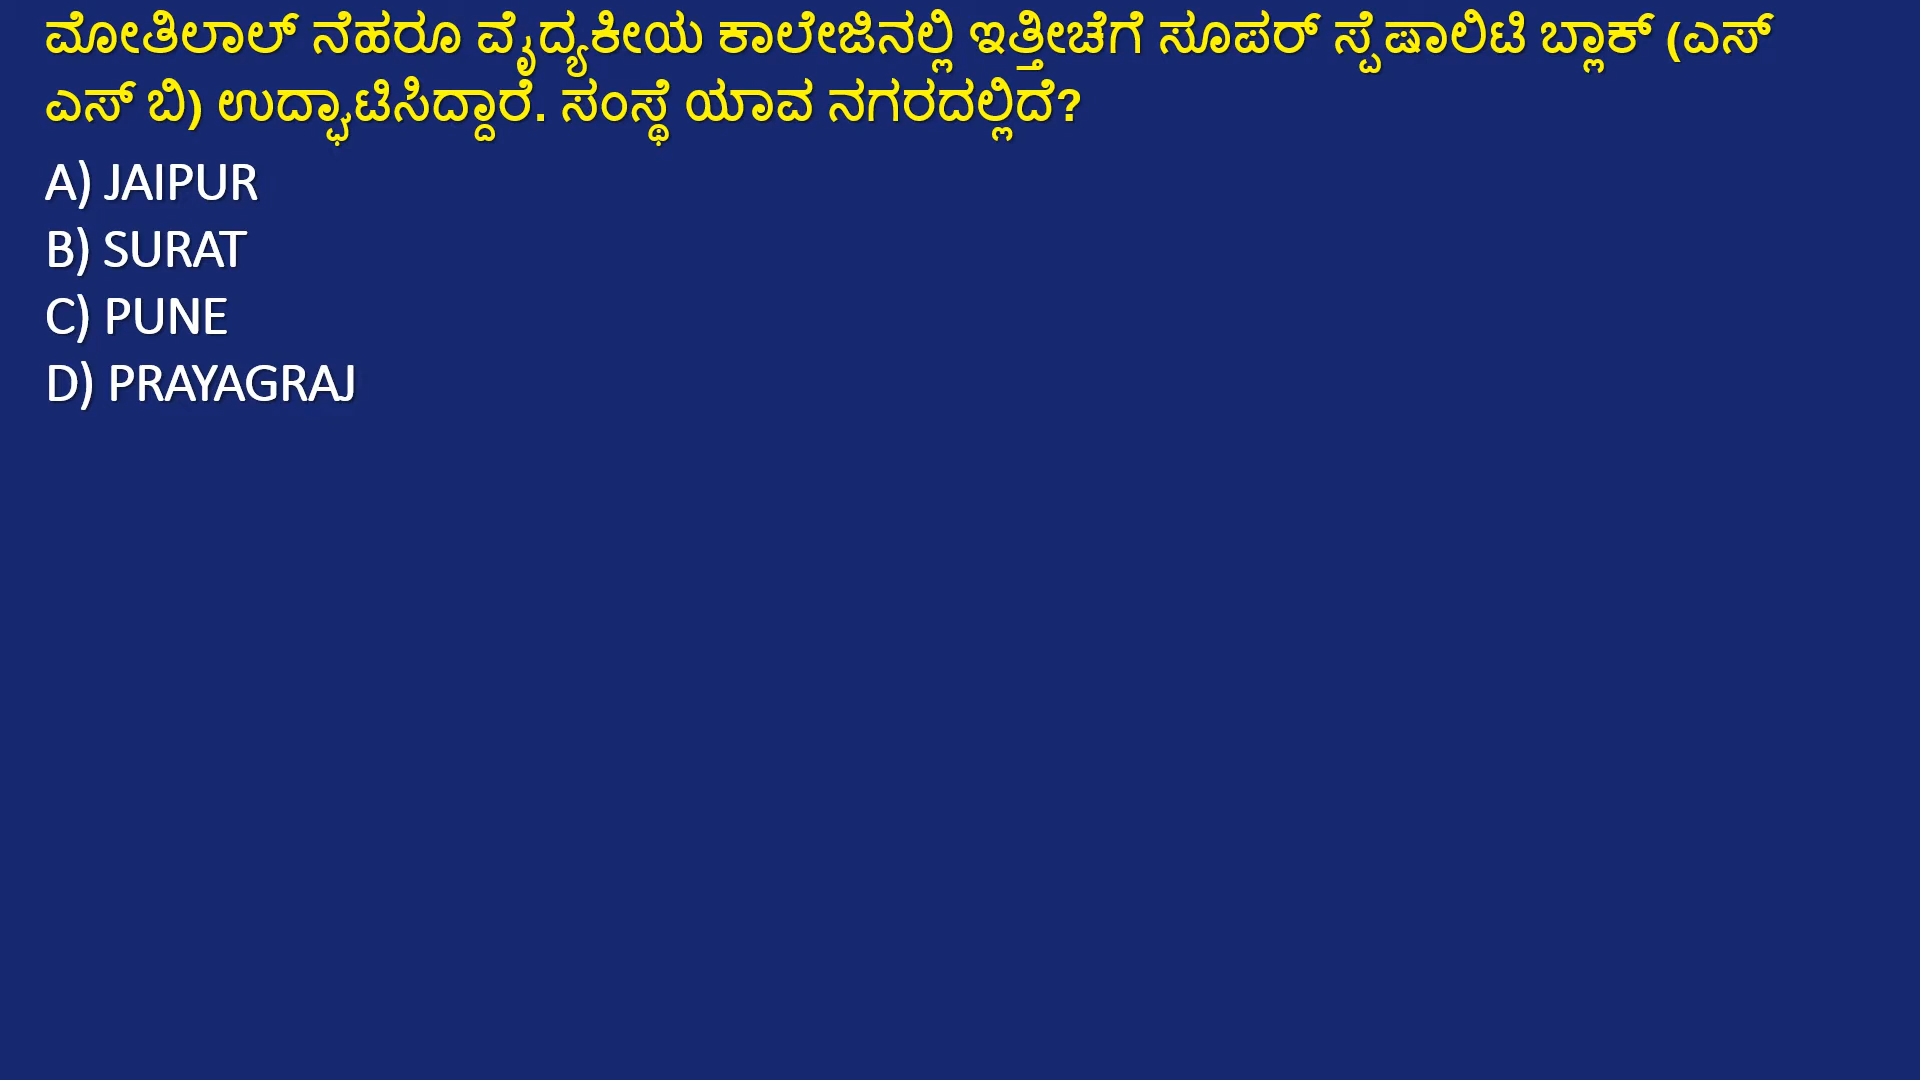 ಮೋತಿಲಾಲ್ ನೆಹರೂ ವೈದ್ಯಕೀಯ ಕಾಲೇಜಿನಲ್ಲಿ ಇತ್ತೀಚೆಗೆ ಸೂಪರ್ ಸ್ಪೆಷಾಲಿಟಿ ಬ್ಲಾಕ್ (ಎಸ್
ಎಸ್ ಬಿ) ಉದ್ಘಾಟಿಸಿದ್ದಾರೆ. ಸಂಸ್ಥೆ ಯಾವ ನಗರದಲ್ಲಿದೆ?
A) JAIPUR
B) SURAT
C) PUNE
D) PRAYAGRAJ